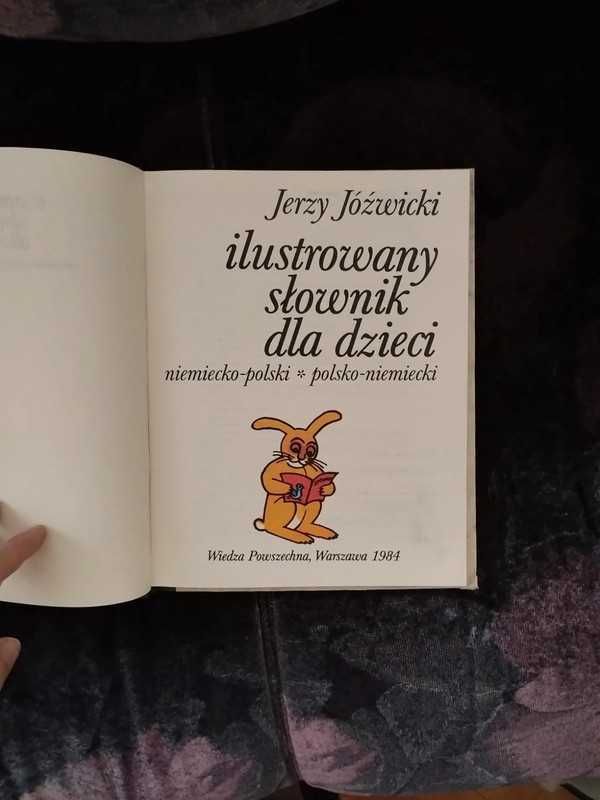 Jerzy Jóźwicki
ilustrowany
słownik
dla dzieci
niemiecko-polski * polsko-niemiecki
Wiedza Powszechna, Warszawa 1984